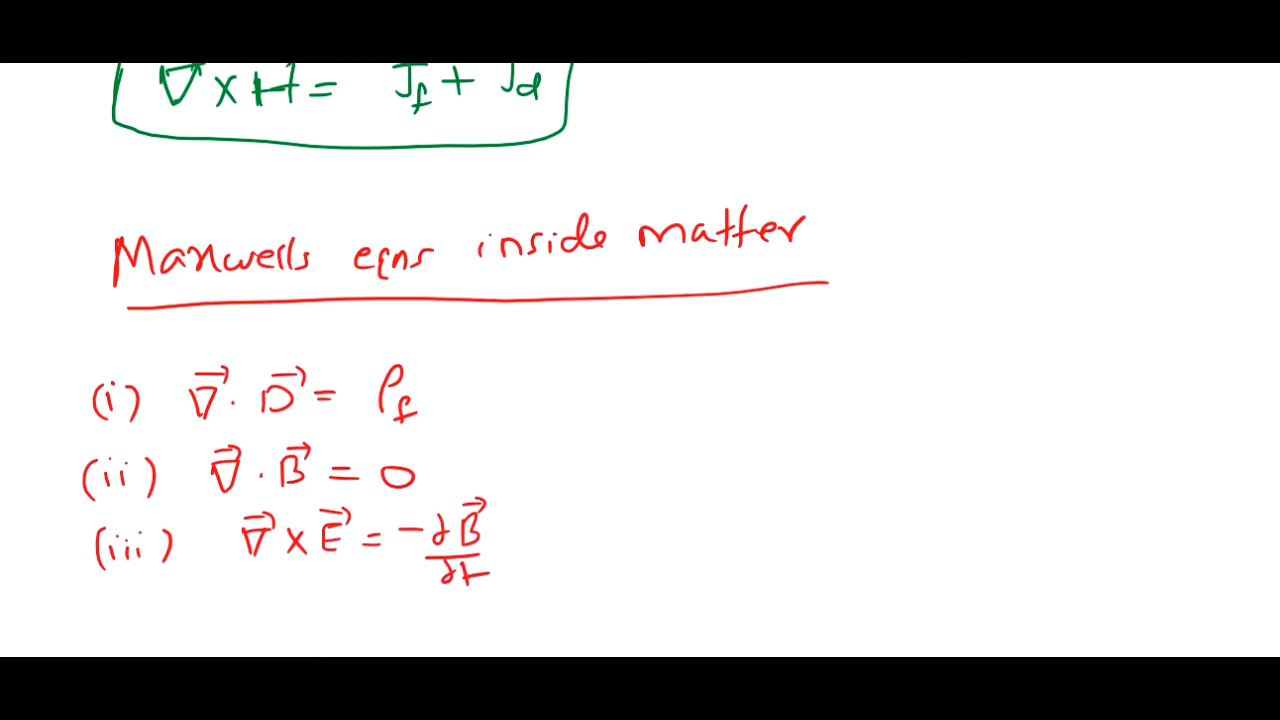 ∇ × H = J_f + J_d
Maxwells eqns inside matter
(i) ∇⃗ · D⃗ = ρ_f
(ii) ∇⃗ · B⃗ = 0
(iii) ∇⃗ × E⃗ = -∂B⃗/∂t